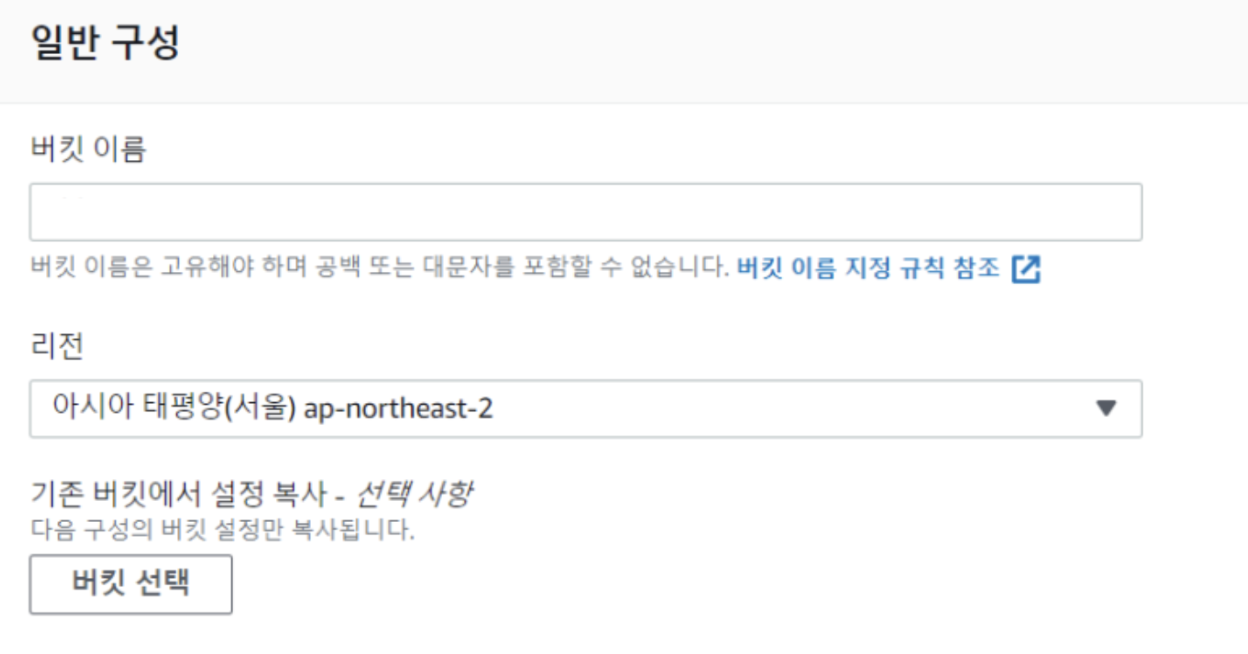 일반 구성
버킷 이름
버킷 이름은 고유해야 하며 공백 또는 대문자를 포함할 수 없습니다. 버킷 이름 지정 규칙 참조
리전
아시아 태평양(서울) ap-northeast-2
기존 버킷에서 설정 복사 - 선택 사항
다음 구성의 버킷 설정만 복사됩니다.
버킷 선택